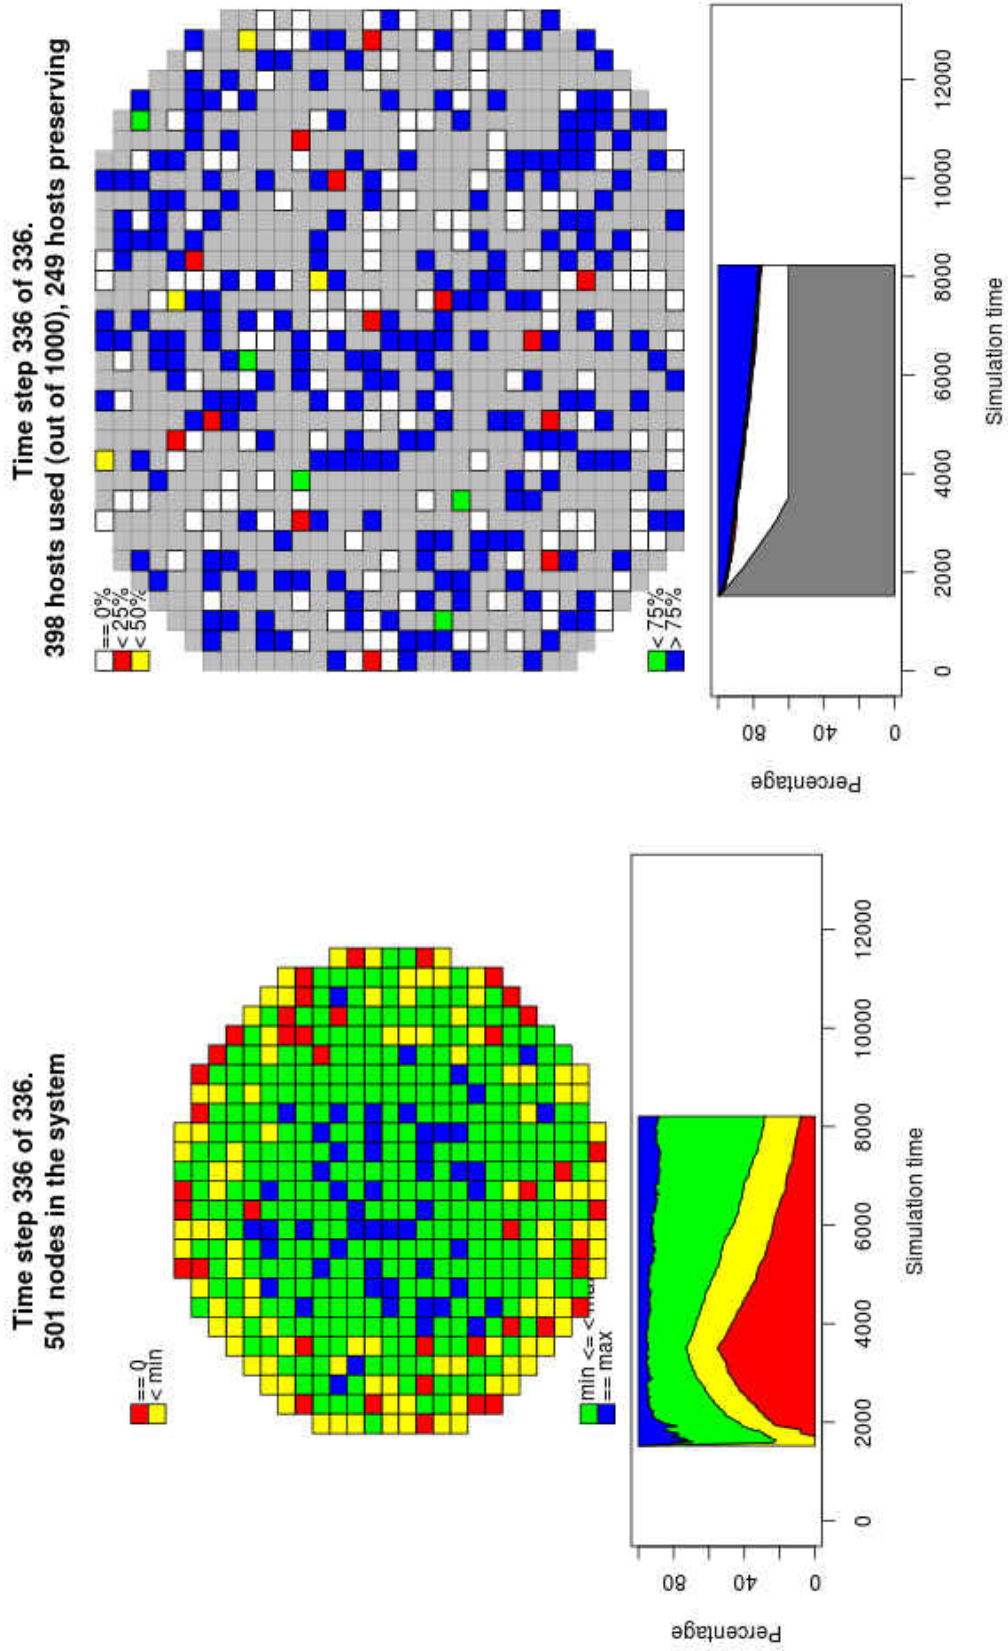 Time step 336 of 336.
501 nodes in the system
== 0
< min
min <= < ma
== max
Percentage
0
40
80
0
2000
4000
6000
8000
10000
12000
Simulation time
Time step 336 of 336.
398 hosts used (out of 1000), 249 hosts preserving
== 0%
< 25%
< 50%
< 75%
> 75%
Percentage
0
40
80
0
2000
4000
6000
8000
10000
12000
Simulation time